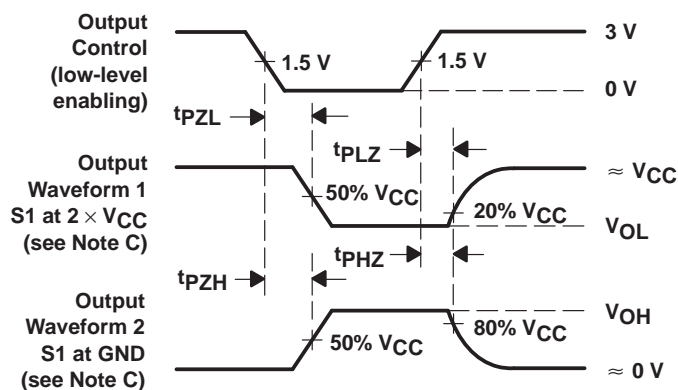 Output
Control
(low-level
enabling)
1.5 V
1.5 V
3 V
0 V
tPZL
tPLZ
Output
Waveform 1
S1 at 2 × VCC
(see Note C)
50% VCC
20% VCC
≈ VCC
VOL
tPZH
tPHZ
Output
Waveform 2
S1 at GND
(see Note C)
50% VCC
80% VCC
VOH
≈ 0 V